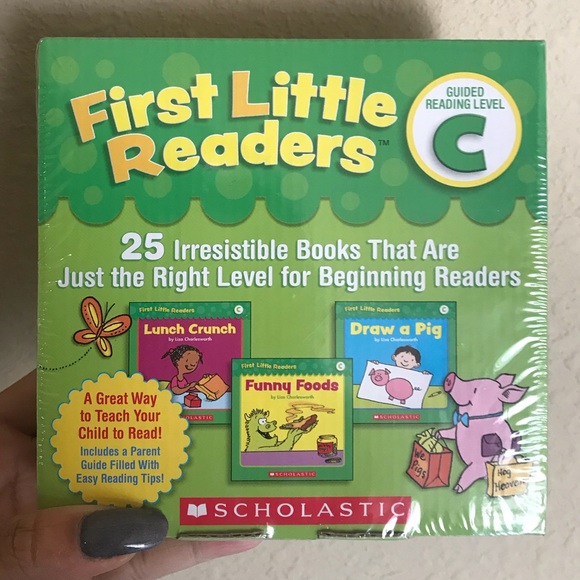 First Little
Readers™
GUIDED
READING LEVEL
C
25 Irresistible Books That Are
Just the Right Level for Beginning Readers
First Little Readers C
Lunch Crunch
by Liza Charlesworth
SCHOLASTIC
First Little Readers C
Funny Foods
by Liza Charlesworth
SCHOLASTIC
First Little Readers C
Draw a Pig
by Liza Charlesworth
SCHOLASTIC
A Great Way
to Teach Your
Child to Read!
Includes a Parent
Guide Filled With
Easy Reading Tips!
We
Pigs
Hog
Heaven
SCHOLASTIC